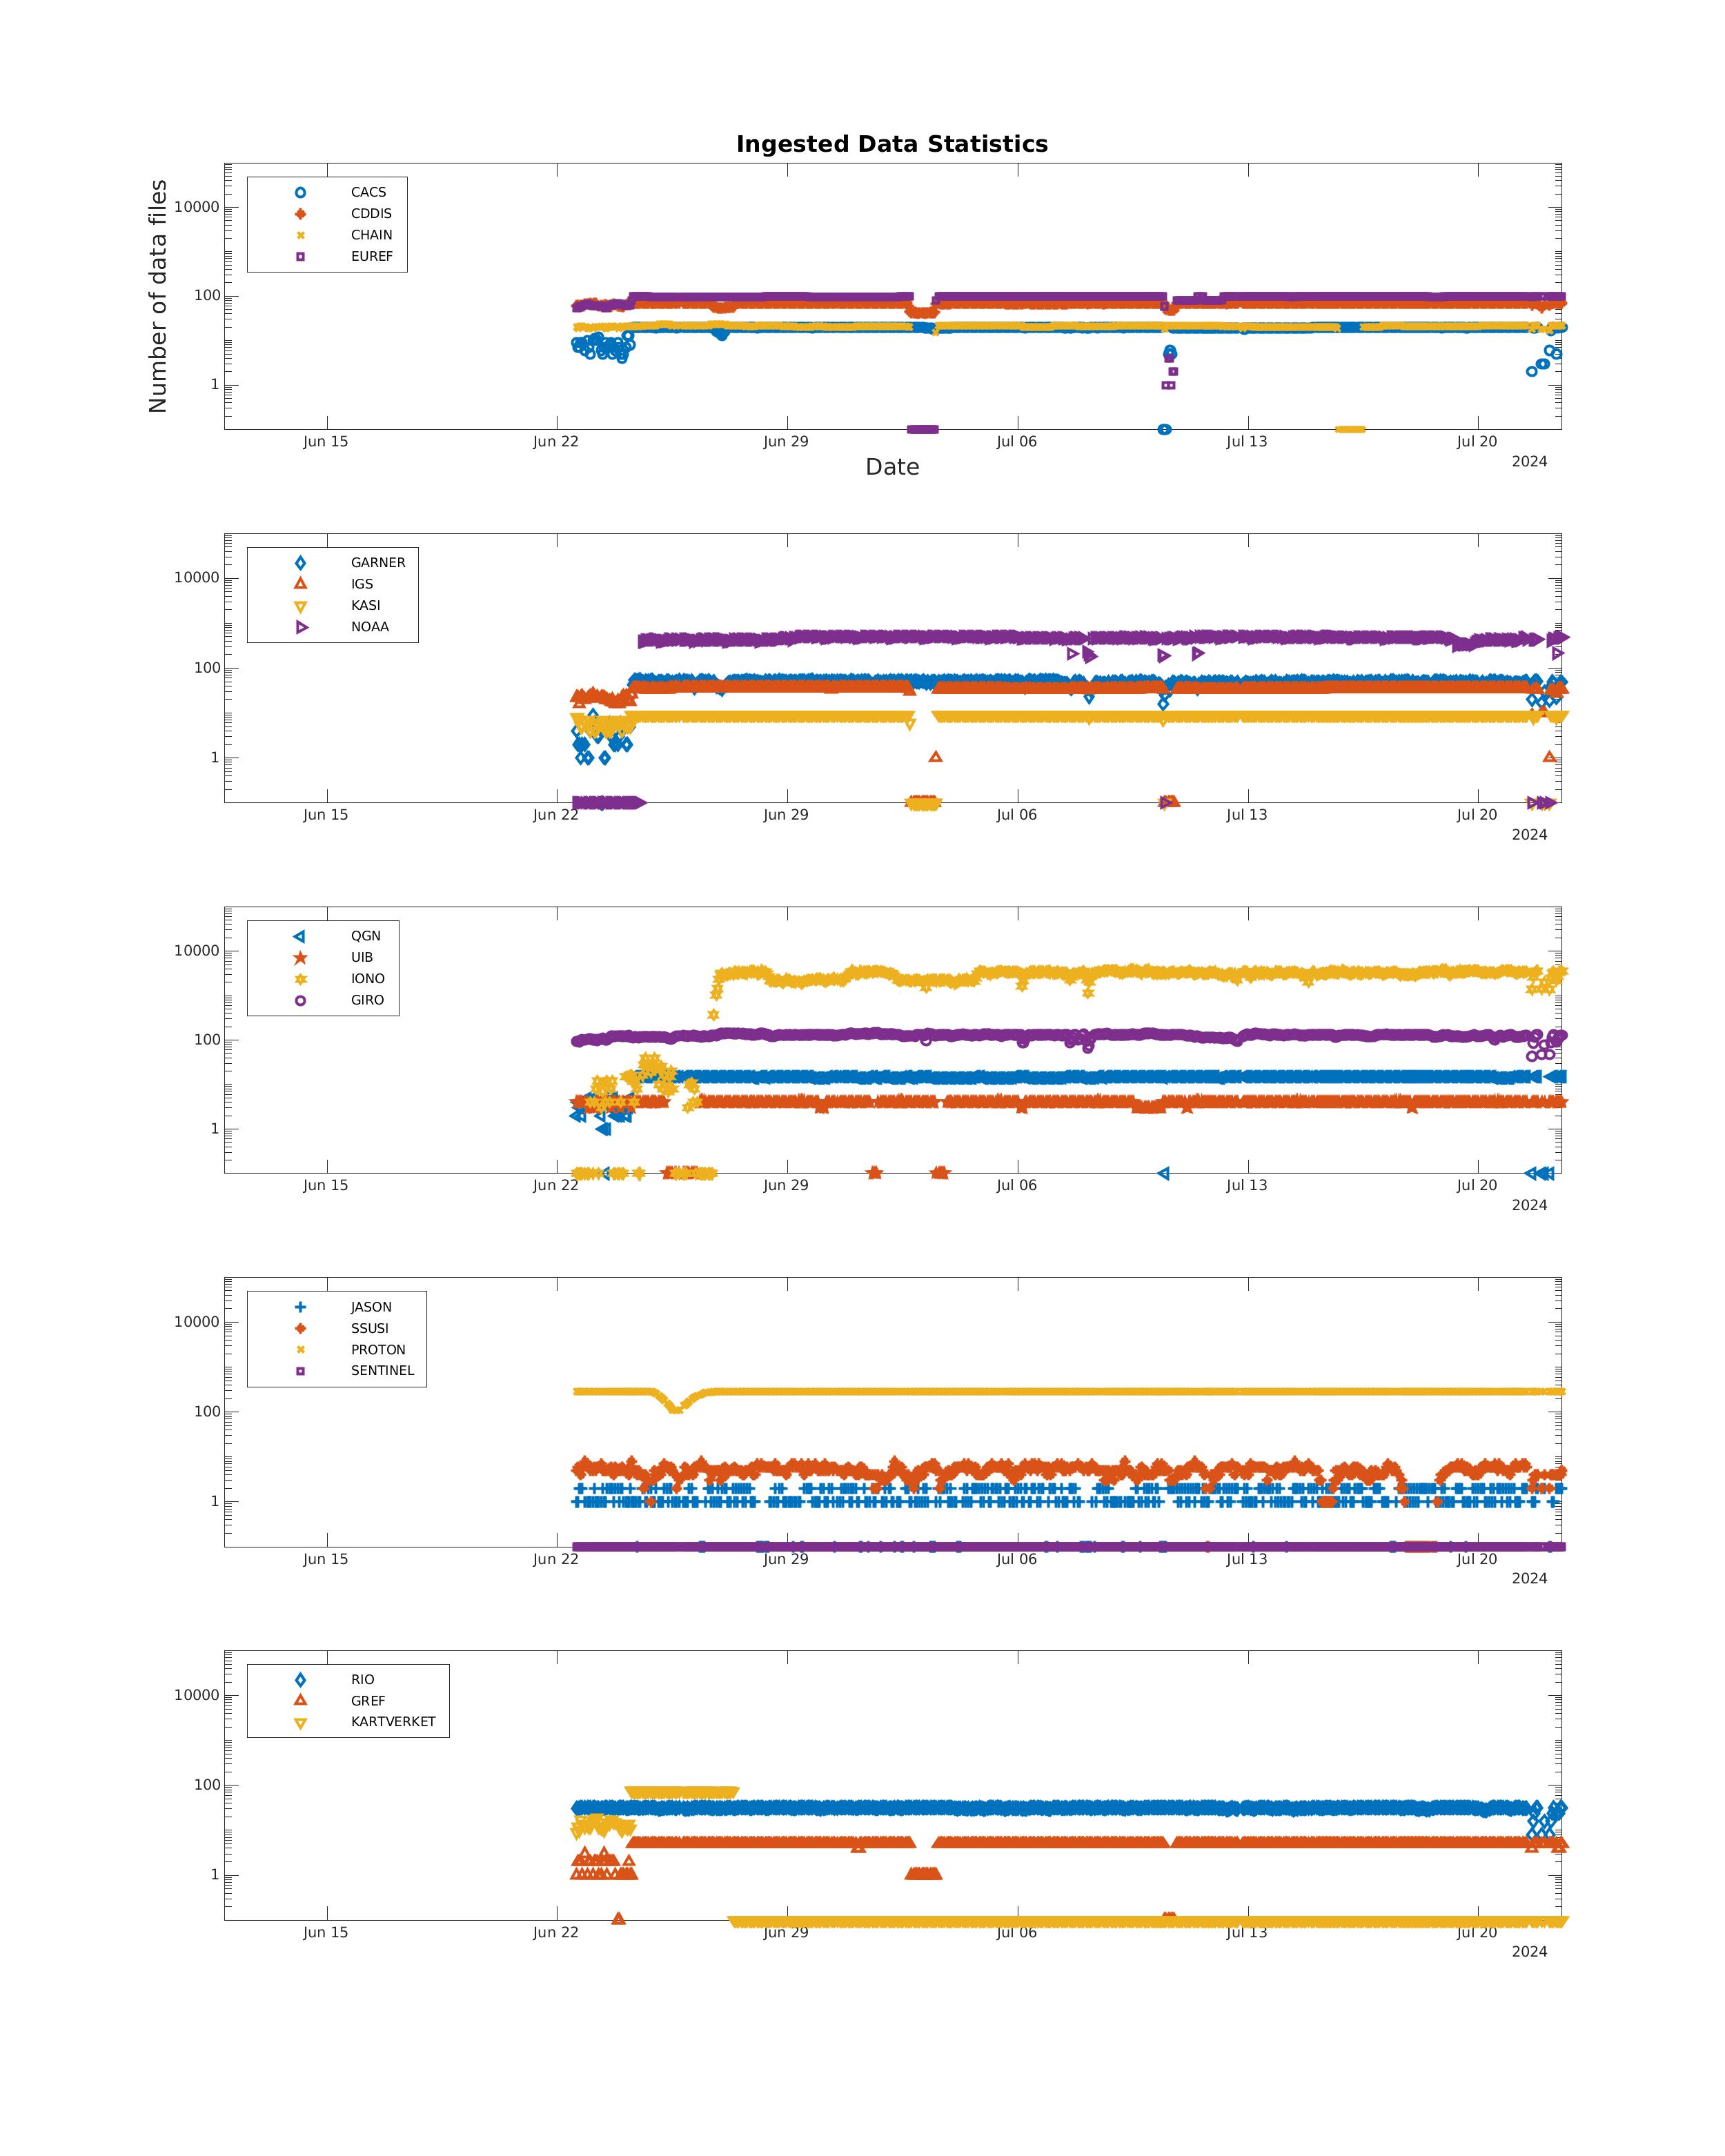 Ingested Data Statistics
Number of data files
CACS
CDDIS
CHAIN
EUREF
10000
100
1
Jun 15 Jun 22 Jun 29 Jul 06 Jul 13 Jul 20
2024
Date
GARNER
IGS
KASI
NOAA
10000
100
1
Jun 15 Jun 22 Jun 29 Jul 06 Jul 13 Jul 20
2024
QGN
UIB
IONO
GIRO
10000
100
1
Jun 15 Jun 22 Jun 29 Jul 06 Jul 13 Jul 20
2024
JASON
SSUSI
PROTON
SENTINEL
10000
100
1
Jun 15 Jun 22 Jun 29 Jul 06 Jul 13 Jul 20
2024
RIO
GREF
KARTVERKET
10000
100
1
Jun 15 Jun 22 Jun 29 Jul 06 Jul 13 Jul 20
2024